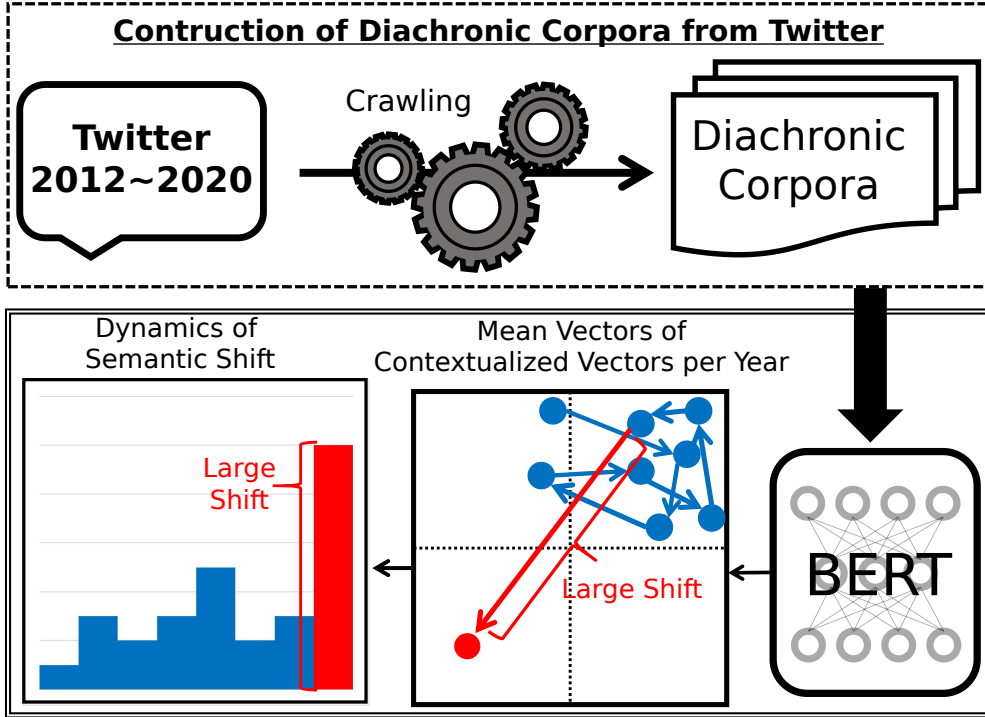 Contruction of Diachronic Corpora from Twitter
Twitter
2012~2020
Crawling
Diachronic
Corpora
Dynamics of
Semantic Shift
Large
Shift
Mean Vectors of
Contextualized Vectors per Year
Large Shift
BERT